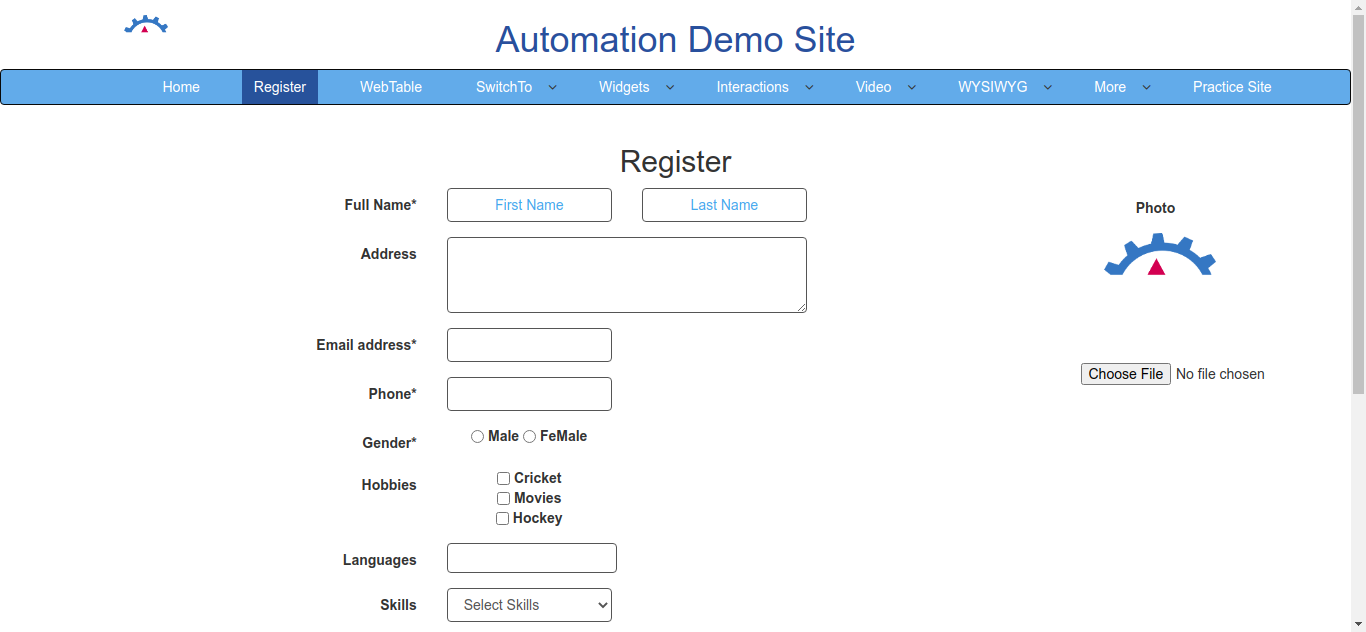 Automation Demo Site
Home Register WebTable SwitchTo Widgets Interactions Video WYSIWYG More Practice Site
Register
Full Name* First Name Last Name
Photo
Address
Email address*
Choose File No file chosen
Phone*
Gender* Male FeMale
Hobbies Cricket
Movies
Hockey
Languages
Skills Select Skills